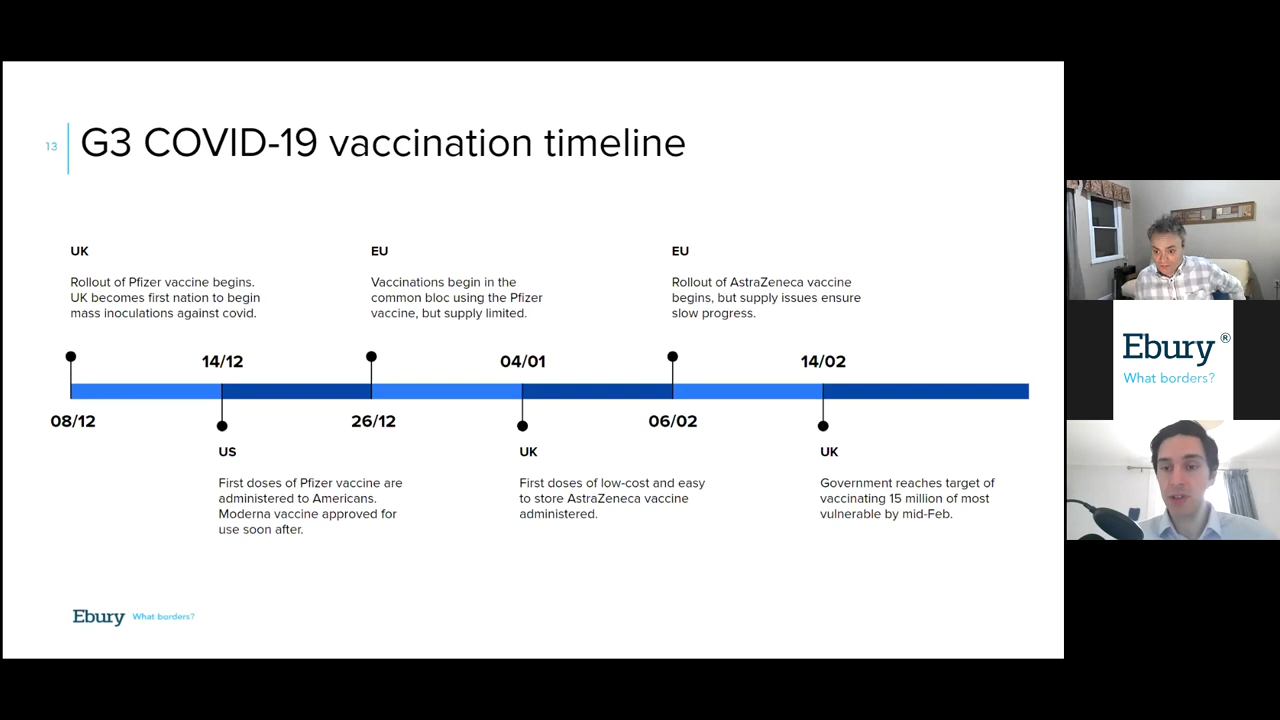 13
G3 COVID-19 vaccination timeline
UK
Rollout of Pfizer vaccine begins.
UK becomes first nation to begin
mass inoculations against covid.
EU
Vaccinations begin in the
common bloc using the Pfizer
vaccine, but supply limited.
EU
Rollout of AstraZeneca vaccine
begins, but supply issues ensure
slow progress.
14/12
04/01
14/02
08/12
26/12
06/02
US
First doses of Pfizer vaccine are
administered to Americans.
Moderna vaccine approved for
use soon after.
UK
First doses of low-cost and easy
to store AstraZeneca vaccine
administered.
UK
Government reaches target of
vaccinating 15 million of most
vulnerable by mid-Feb.
Ebury What borders?
Ebury ®
What borders?